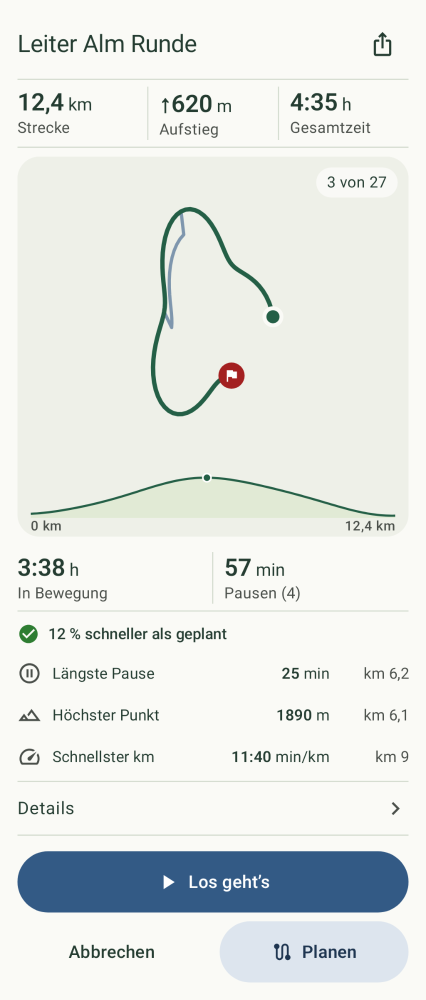 Leiter Alm Runde
12,4 km
Strecke
↑620 m
Aufstieg
4:35 h
Gesamtzeit
3 von 27
0 km
12,4 km
3:38 h
In Bewegung
57 min
Pausen (4)
12 % schneller als geplant
Längste Pause 25 min km 6,2
Höchster Punkt 1890 m km 6,1
Schnellster km 11:40 min/km km 9
Details
Los geht's
Abbrechen
Planen